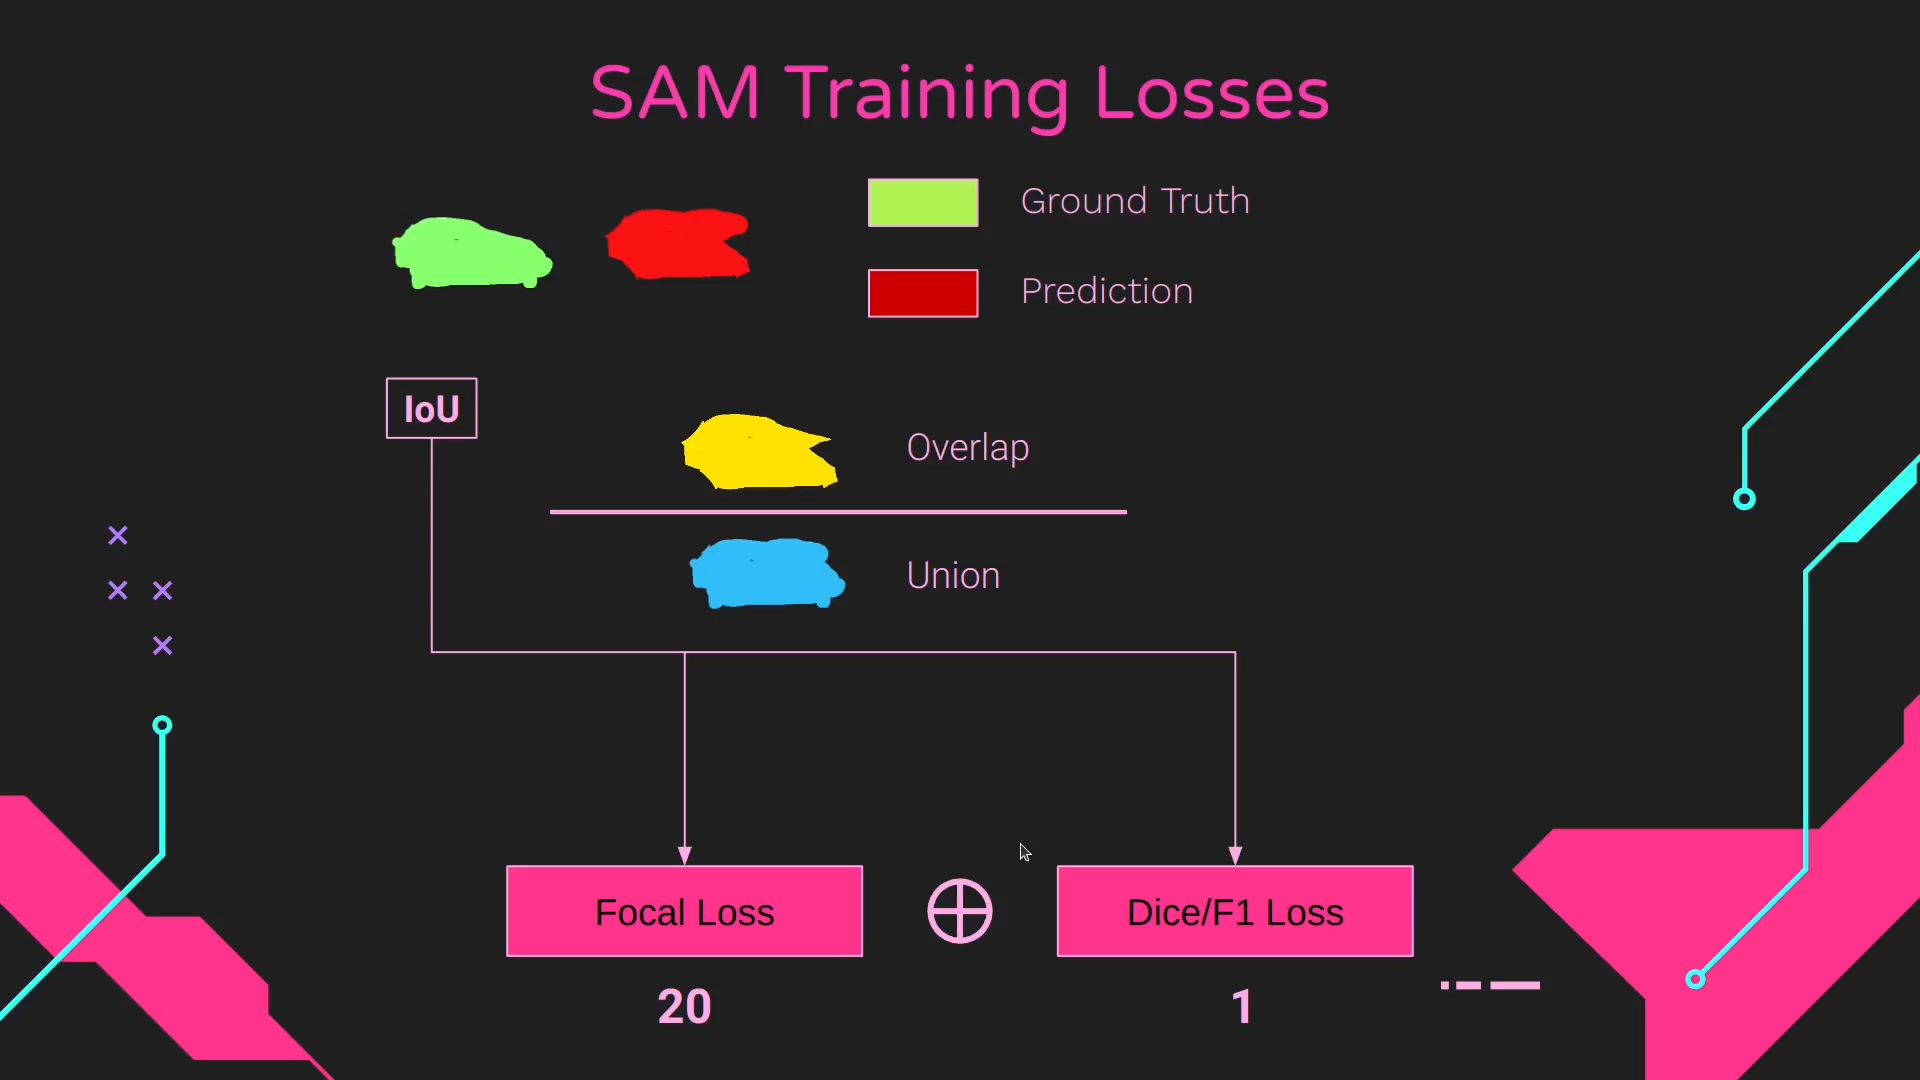 SAM Training Losses
Ground Truth
Prediction
IoU
Overlap
Union
Focal Loss
Dice/F1 Loss
20
1